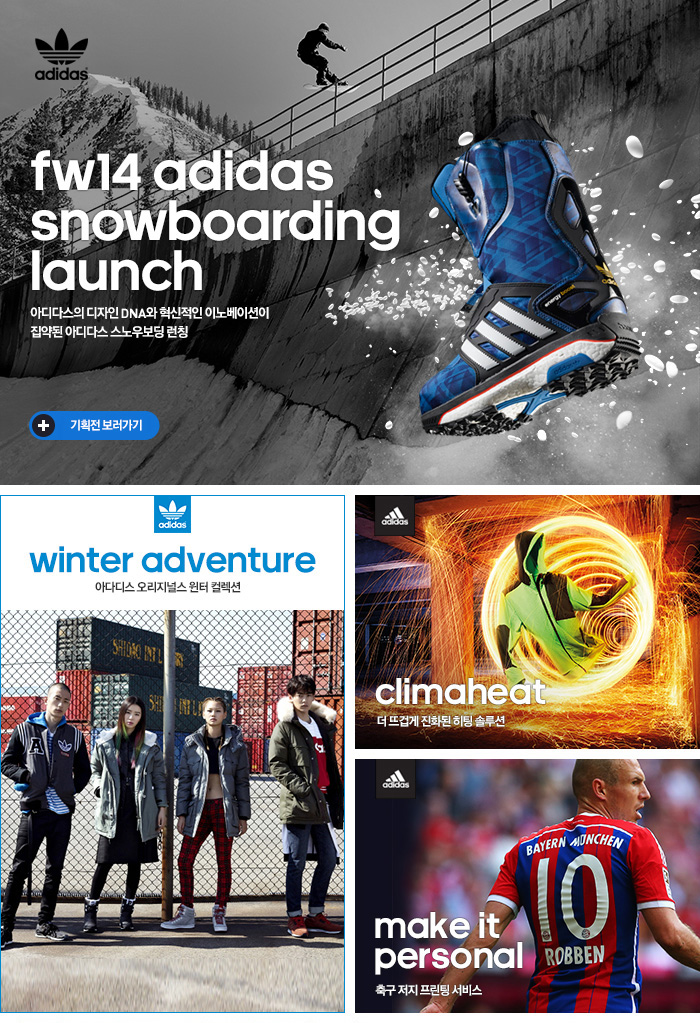 adidas
fw14 adidas
snowboarding
launch
아디다스의 디자인 DNA와 혁신적인 이노베이션이
집약된 아디다스 스노우보딩 런칭
기획전 보러가기
energy boost
adidas
winter adventure
아다디스 오리지널스 윈터 컬렉션
A
adidas
climaheat
더 뜨겁게 진화된 히팅 솔루션
adidas
BAYERN MÜNCHEN
10
ROBBEN
make it
personal
축구 저지 프린팅 서비스